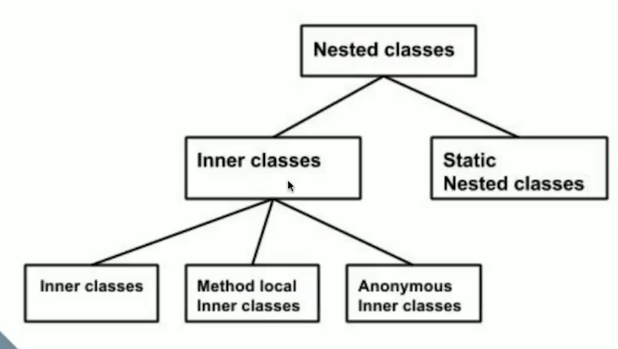 Nested classes
Inner classes
Static
Nested classes
Inner classes
Method local
Inner classes
Anonymous
Inner classes